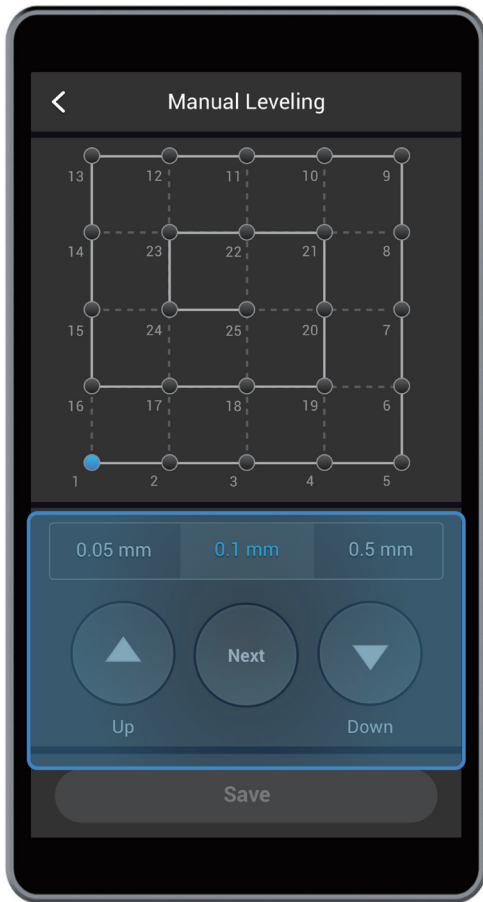 Manual Leveling
13 12 11 10 9
14 23 22 21 8
15 24 25 20 7
16 17 18 19 6
1 2 3 4 5
0.05 mm 0.1 mm 0.5 mm
Next
Up Down
Save